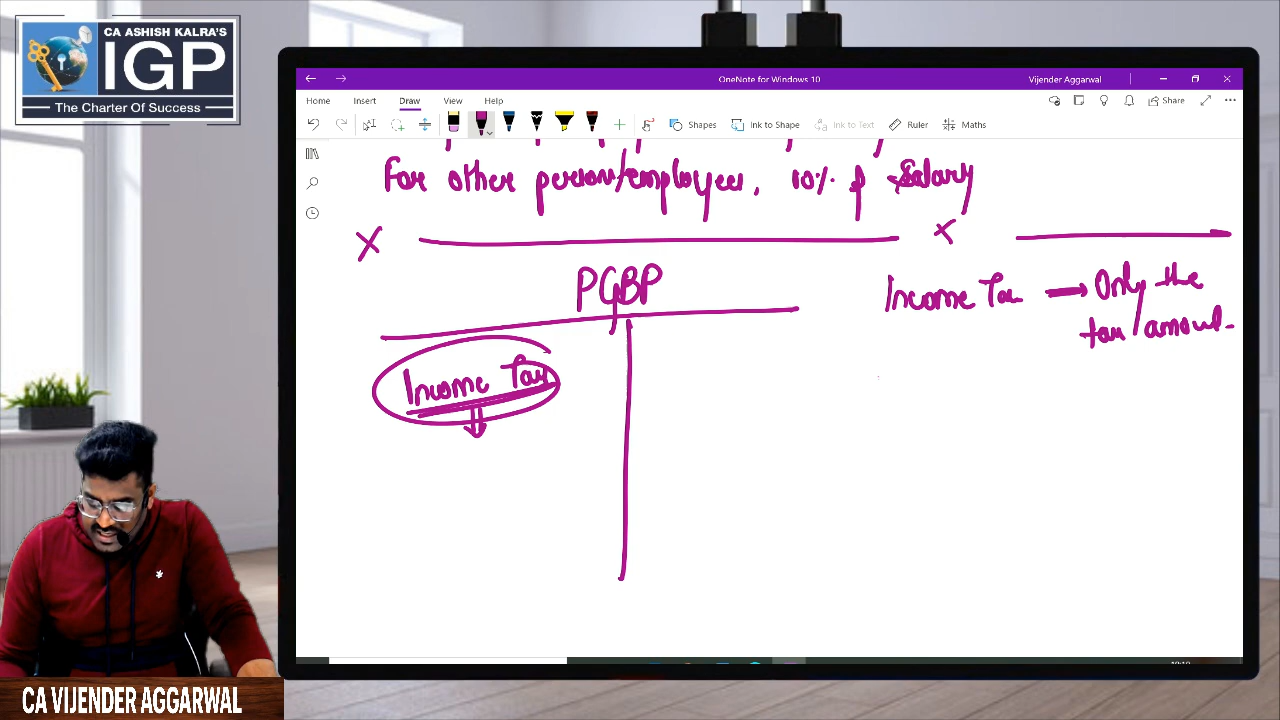 CA ASHISH KALRA'S
IGP
The Charter Of Success
OneNote for Windows 10
Vijender Aggarwal
Home Insert Draw View Help
Share
Shapes Ink to Shape Ink to Text Ruler Maths
For other person/employees, 10% of Salary
X X
PGBP
Income Tax → Only the
tax amount.
Income Tax
CA VIJENDER AGGARWAL